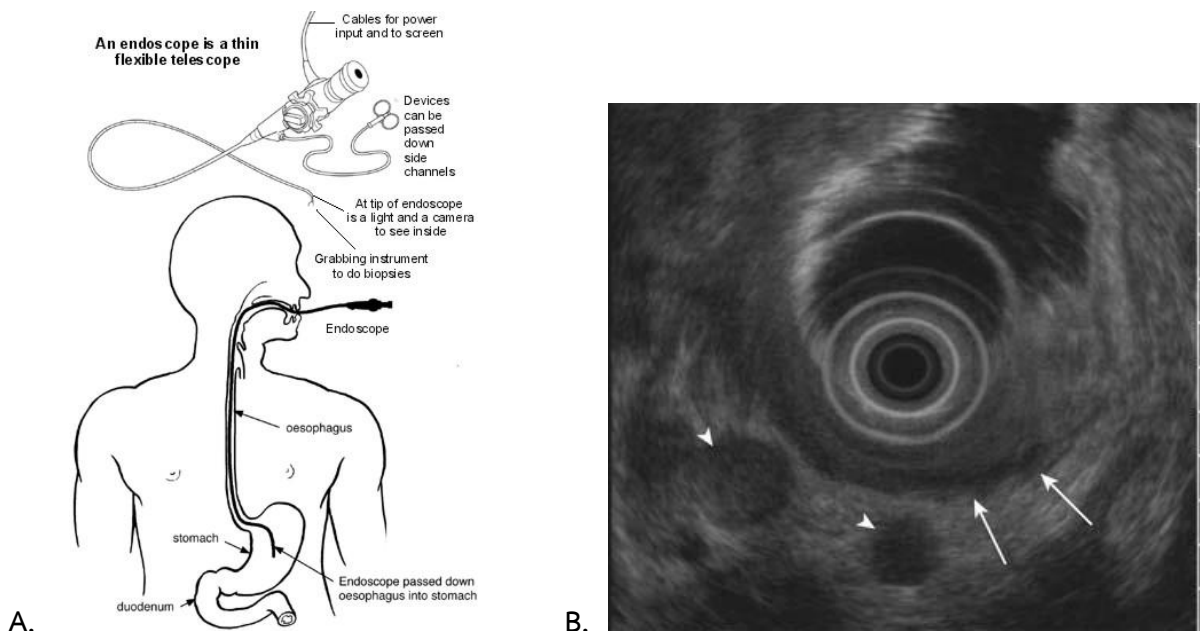 An endoscope is a thin
flexible telescope
Cables for power
input and to screen
Devices
can be
passed
down
side
channels
At tip of endoscope
is a light and a camera
to see inside
Grabbing instrument
to do biopsies
Endoscope
oesophagus
stomach
Endoscope passed down
oesophagus into stomach
duodenum
A.
B.